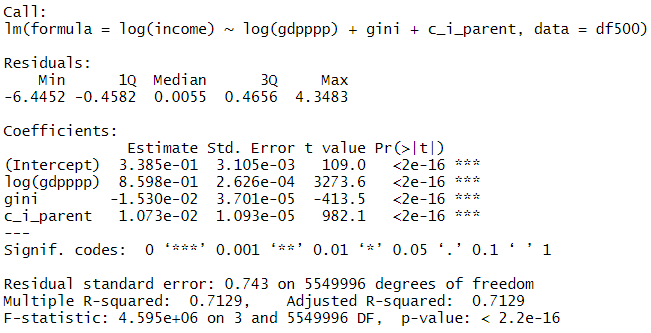 Call:
lm(formula = log(income) ~ log(gdpppp) + gini + c_i_parent, data = df500)
Residuals:
Min 1Q Median 3Q Max
-6.4452 -0.4582 0.0055 0.4656 4.3483
Coefficients:
Estimate Std. Error t value Pr(>|t|)
(Intercept) 3.385e-01 3.105e-03 109.0 <2e-16 ***
log(gdpppp) 8.598e-01 2.626e-04 3273.6 <2e-16 ***
gini -1.530e-02 3.701e-05 -413.5 <2e-16 ***
c_i_parent 1.073e-02 1.093e-05 982.1 <2e-16 ***
---
Signif. codes: 0 ‘***’ 0.001 ‘**’ 0.01 ‘*’ 0.05 ‘.’ 0.1 ‘ ’ 1
Residual standard error: 0.743 on 5549996 degrees of freedom
Multiple R-squared: 0.7129, Adjusted R-squared: 0.7129
F-statistic: 4.595e+06 on 3 and 5549996 DF, p-value: < 2.2e-16